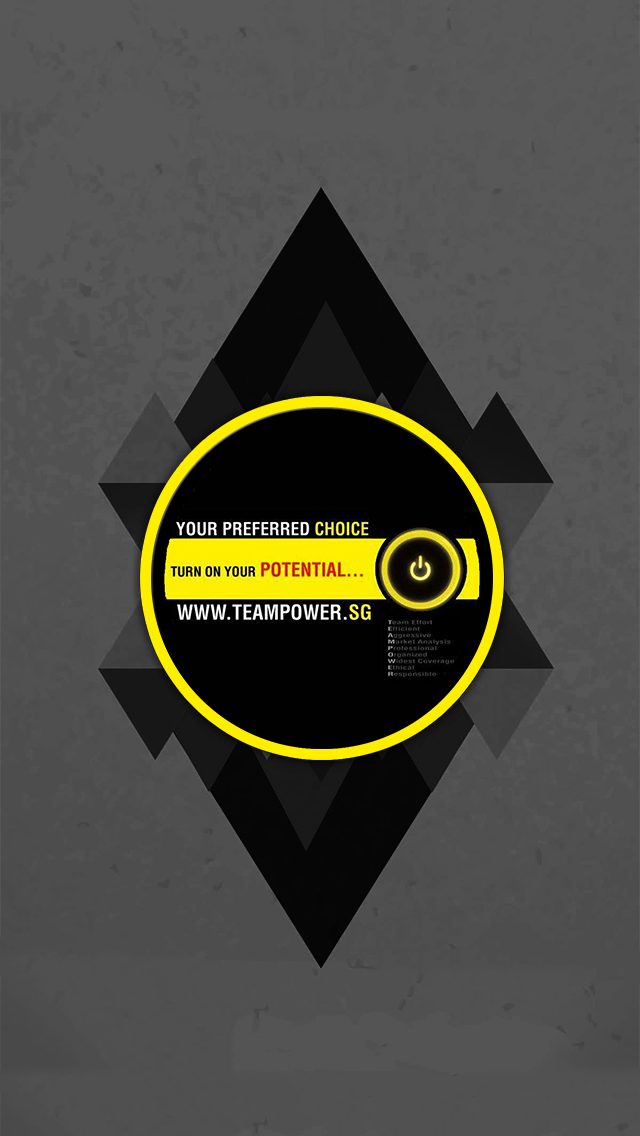 YOUR PREFERRED CHOICE
TURN ON YOUR POTENTIAL...
WWW.TEAMPOWER.SG
Team Effort
Efficient
Aggressive
Market Analysis
Professional
Organized
Widest Coverage
Ethical
Responsible